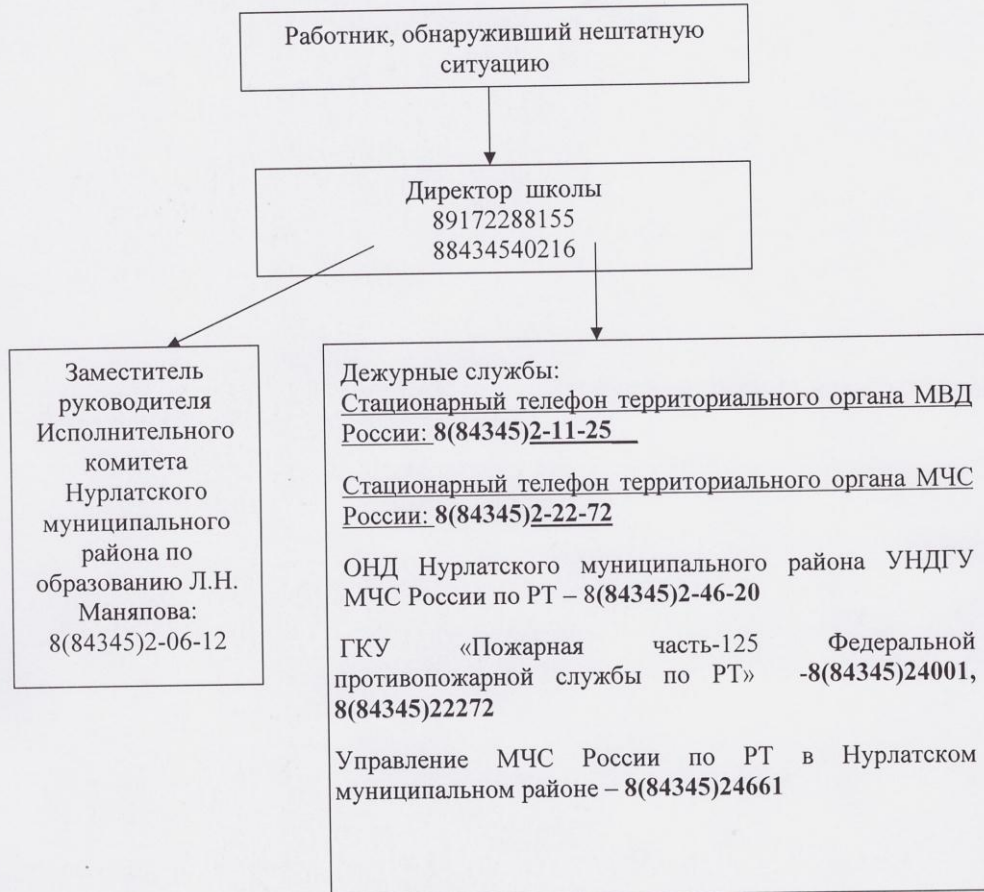 Работник, обнаруживший нештатную
ситуацию
Директор школы
89172288155
88434540216
Заместитель
руководителя
Исполнительного
комитета
Нурлатского
муниципального
района по
образованию Л.Н.
Маняпова:
8(84345)2-06-12
Дежурные службы:
Стационарный телефон территориального органа МВД
России: 8(84345)2-11-25
Стационарный телефон территориального органа МЧС
России: 8(84345)2-22-72
ОНД Нурлатского муниципального района УНДГУ
МЧС России по РТ – 8(84345)2-46-20
ГКУ «Пожарная часть-125 Федеральной
противопожарной службы по РТ» -8(84345)24001,
8(84345)22272
Управление МЧС России по РТ в Нурлатском
муниципальном районе – 8(84345)24661